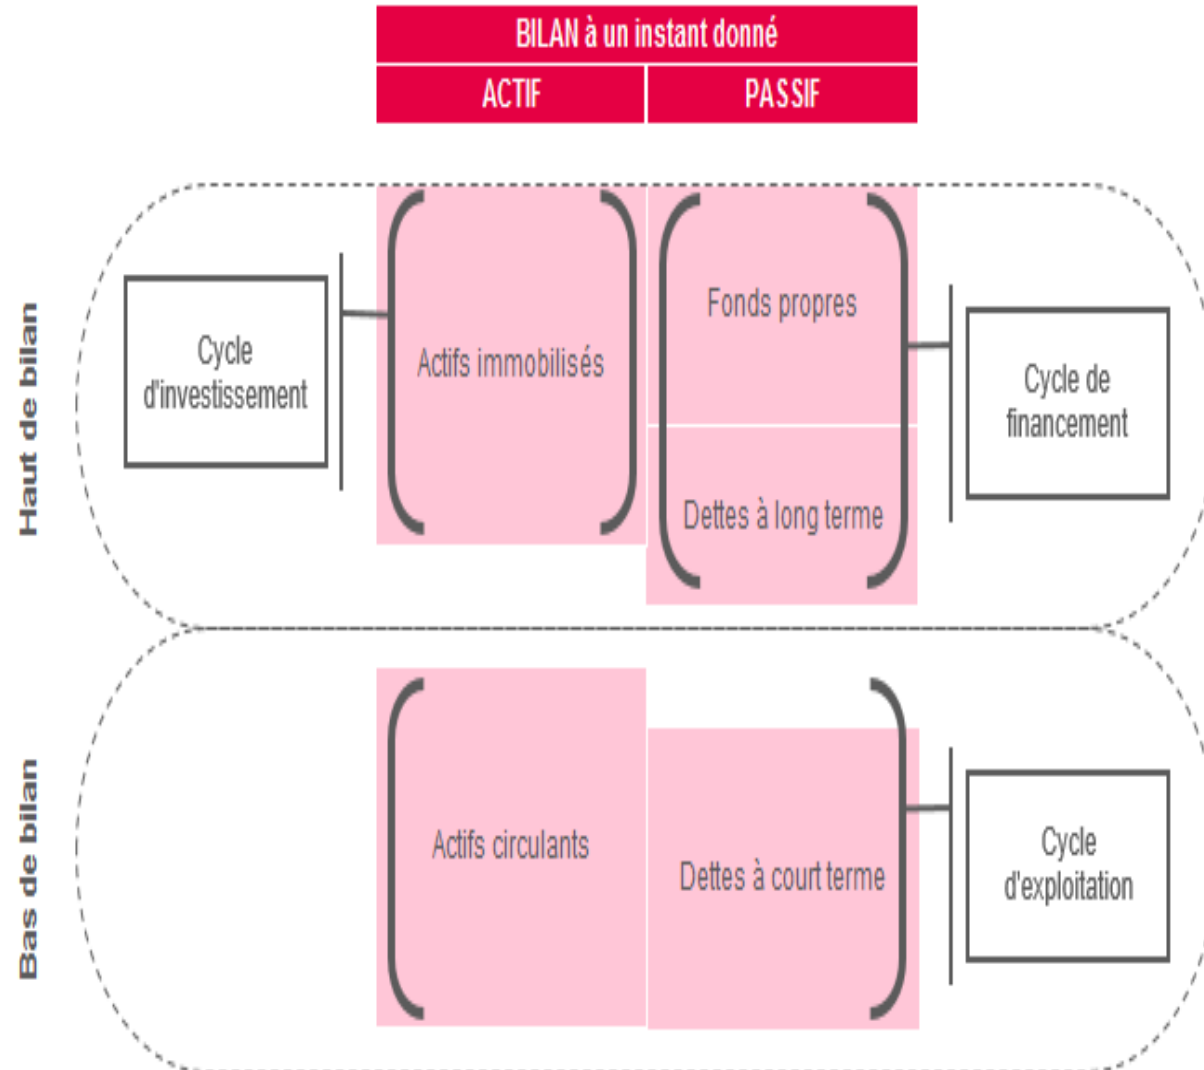 BILAN à un instant donné
ACTIF
PASSIF
Haut de bilan
Cycle
d'investissement
Actifs immobilisés
Fonds propres
Dettes à long terme
Cycle de
financement
Bas de bilan
Actifs circulants
Dettes à court terme
Cycle
d'exploitation